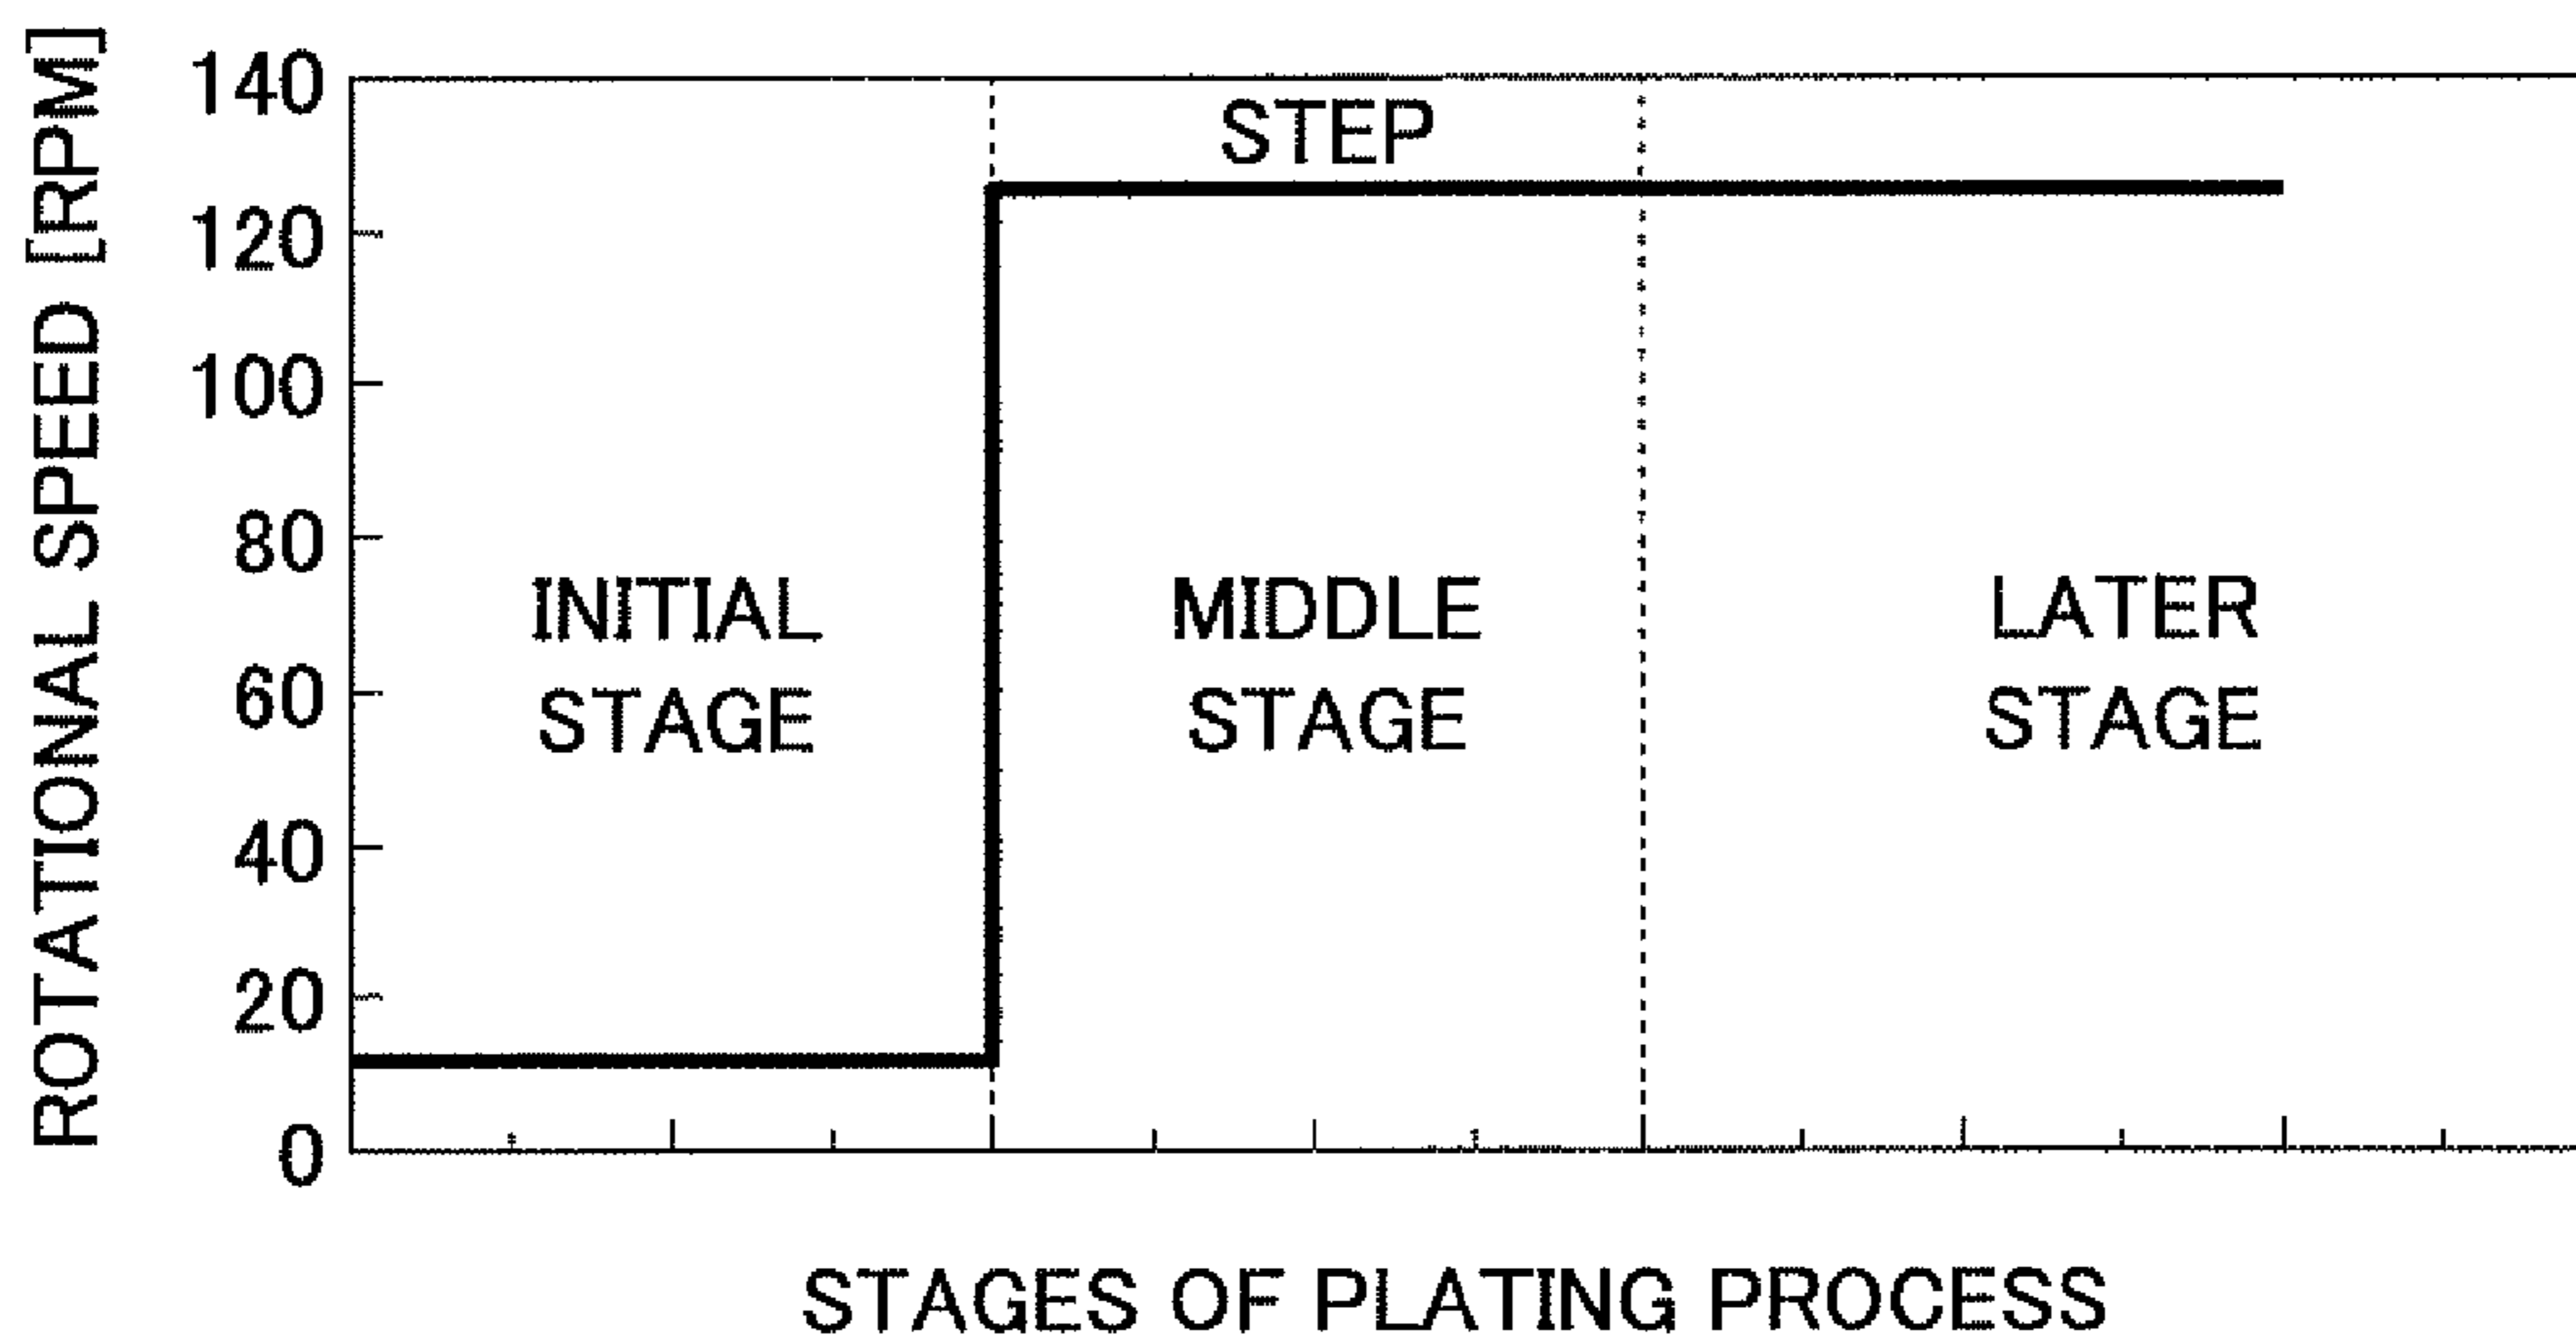 ROTATIONAL SPEED [RPM]
140
120
100
80
60
40
20
0
STEP
INITIAL
STAGE
MIDDLE
STAGE
LATER
STAGE
STAGES OF PLATING PROCESS